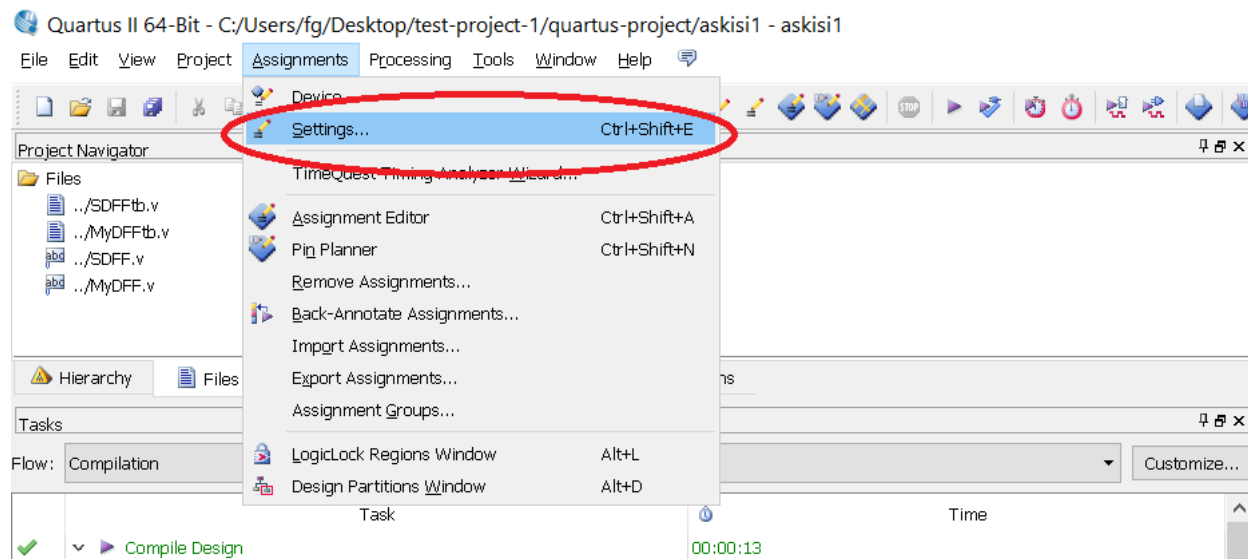 Quartus II 64-Bit - C:/Users/fg/Desktop/test-project-1/quartus-project/askisi1 - askisi1
File Edit View Project Assignments Processing Tools Window Help
Device...
STOP
Settings... Ctrl+Shift+E
Project Navigator
TimeQuest Timing Analyzer Wizard...
Files
../SDFFtb.v
Assignment Editor Ctrl+Shift+A
../MyDFFtb.v
Pin Planner Ctrl+Shift+N
abd ../SDFF.v
Remove Assignments...
abd ../MyDFF.v
Back-Annotate Assignments...
Import Assignments...
Hierarchy Files Export Assignments... ns
Assignment Groups...
Tasks
LogicLock Regions Window Alt+L
Flow: Compilation Customize...
Design Partitions Window Alt+D
Task Time
Compile Design 00:00:13